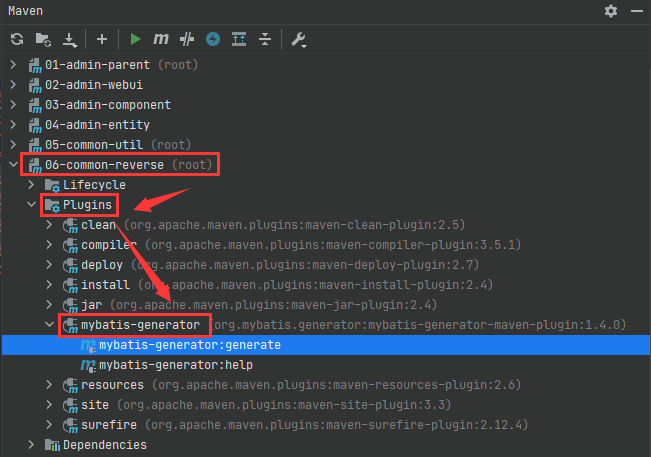 Maven
01-admin-parent (root)
02-admin-webui
03-admin-component
04-admin-entity
05-common-util (root)
06-common-reverse (root)
Lifecycle
Plugins
clean (org.apache.maven.plugins:maven-clean-plugin:2.5)
compiler (org.apache.maven.plugins:maven-compiler-plugin:3.5.1)
deploy (org.apache.maven.plugins:maven-deploy-plugin:2.7)
install (org.apache.maven.plugins:maven-install-plugin:2.4)
jar (org.apache.maven.plugins:maven-jar-plugin:2.4)
mybatis-generator (org.mybatis.generator:mybatis-generator-maven-plugin:1.4.0)
mybatis-generator:generate
mybatis-generator:help
resources (org.apache.maven.plugins:maven-resources-plugin:2.6)
site (org.apache.maven.plugins:maven-site-plugin:3.3)
surefire (org.apache.maven.plugins:maven-surefire-plugin:2.12.4)
Dependencies